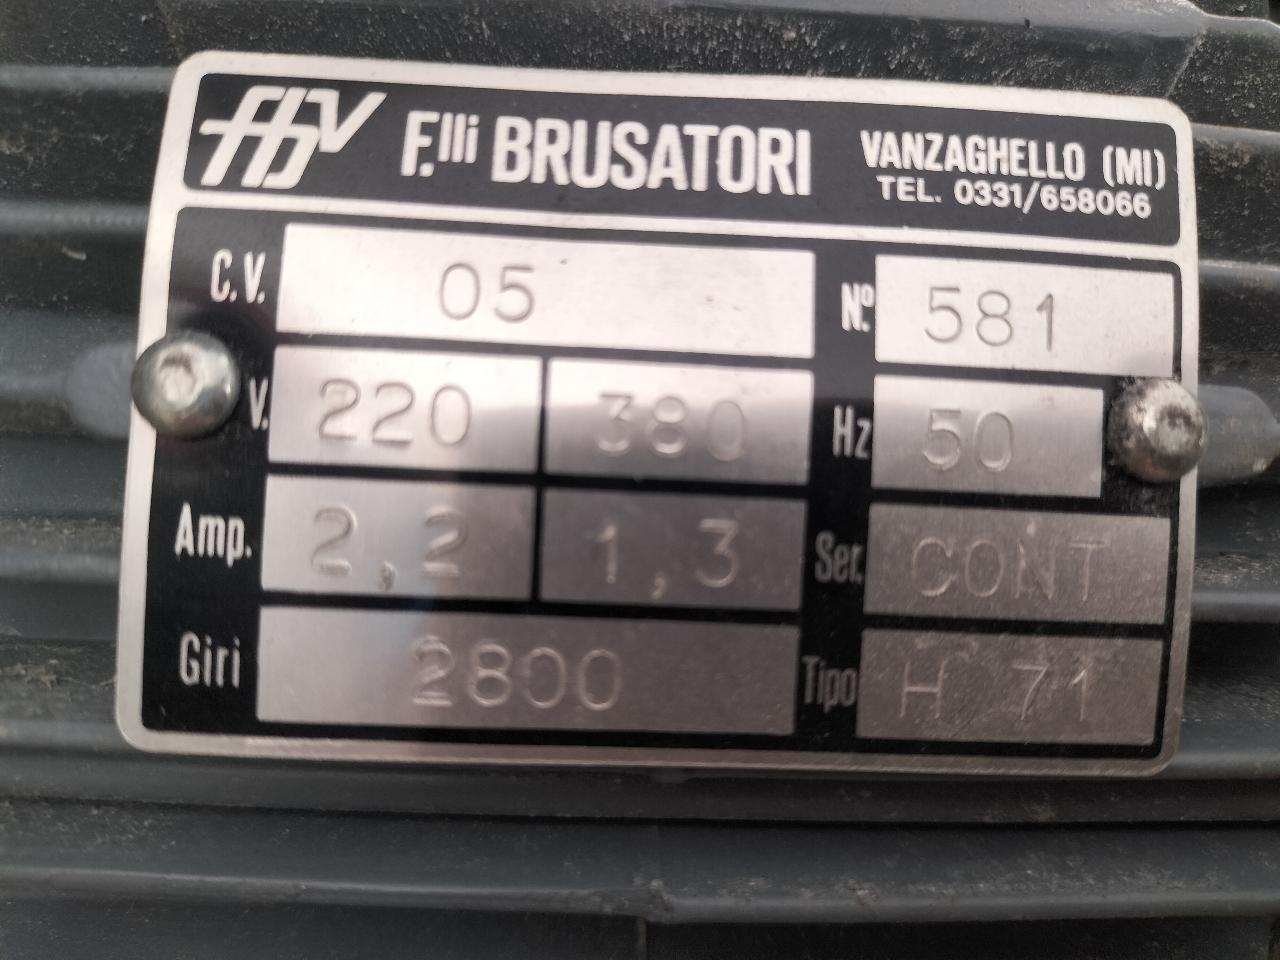 fbv F.lli BRUSATORI VANZAGHELLO (MI)
TEL. 0331/658066
C.V. 05 N.º 581
V. 220 380 Hz 50
Amp. 2,2 1,3 Ser. CONT
Giri 2800 Tipo H 71